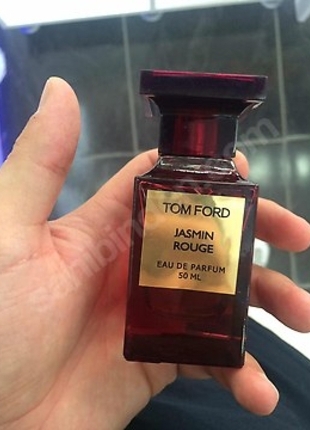 TOM FORD
JASMIN
ROUGE
EAU DE PARFUM
50 ML